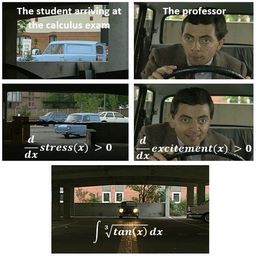 The student arriving at
the calculus exam
The professor
d/dx stress(x) > 0
d/dx excitement(x) > 0
∫ ∛tan(x) dx